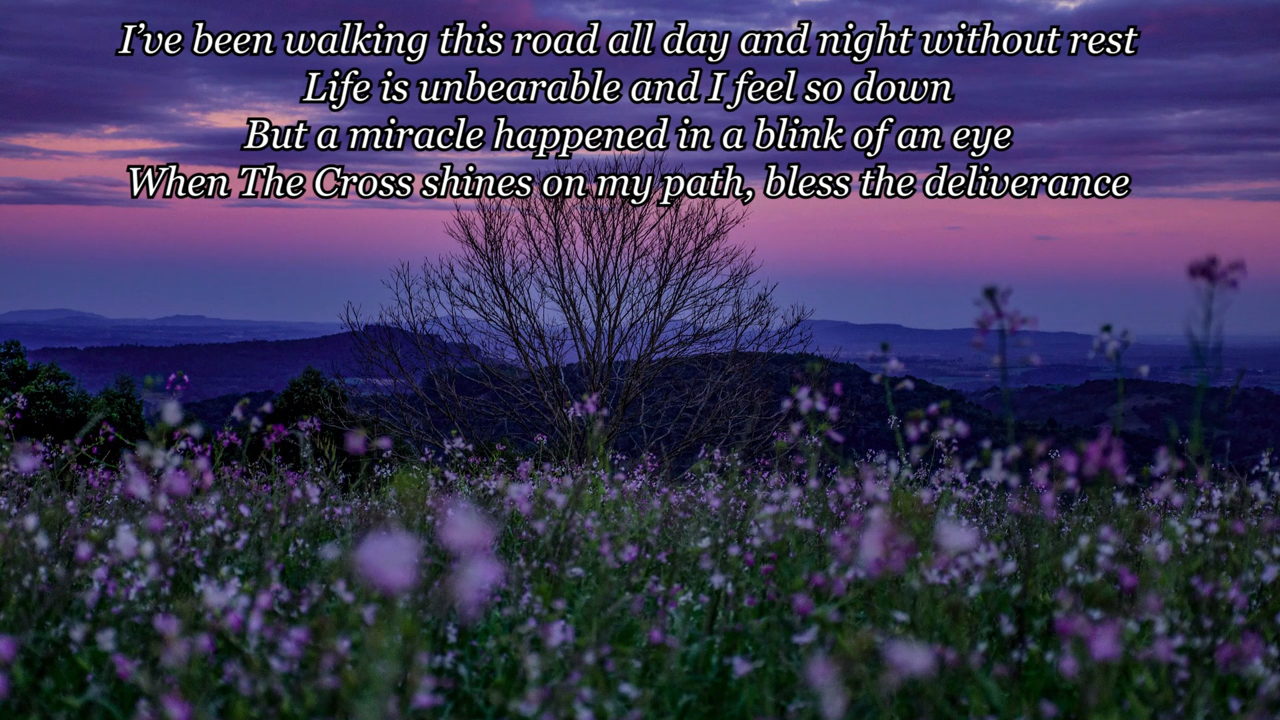 I’ve been walking this road all day and night without rest
Life is unbearable and I feel so down
But a miracle happened in a blink of an eye
When The Cross shines on my path, bless the deliverance